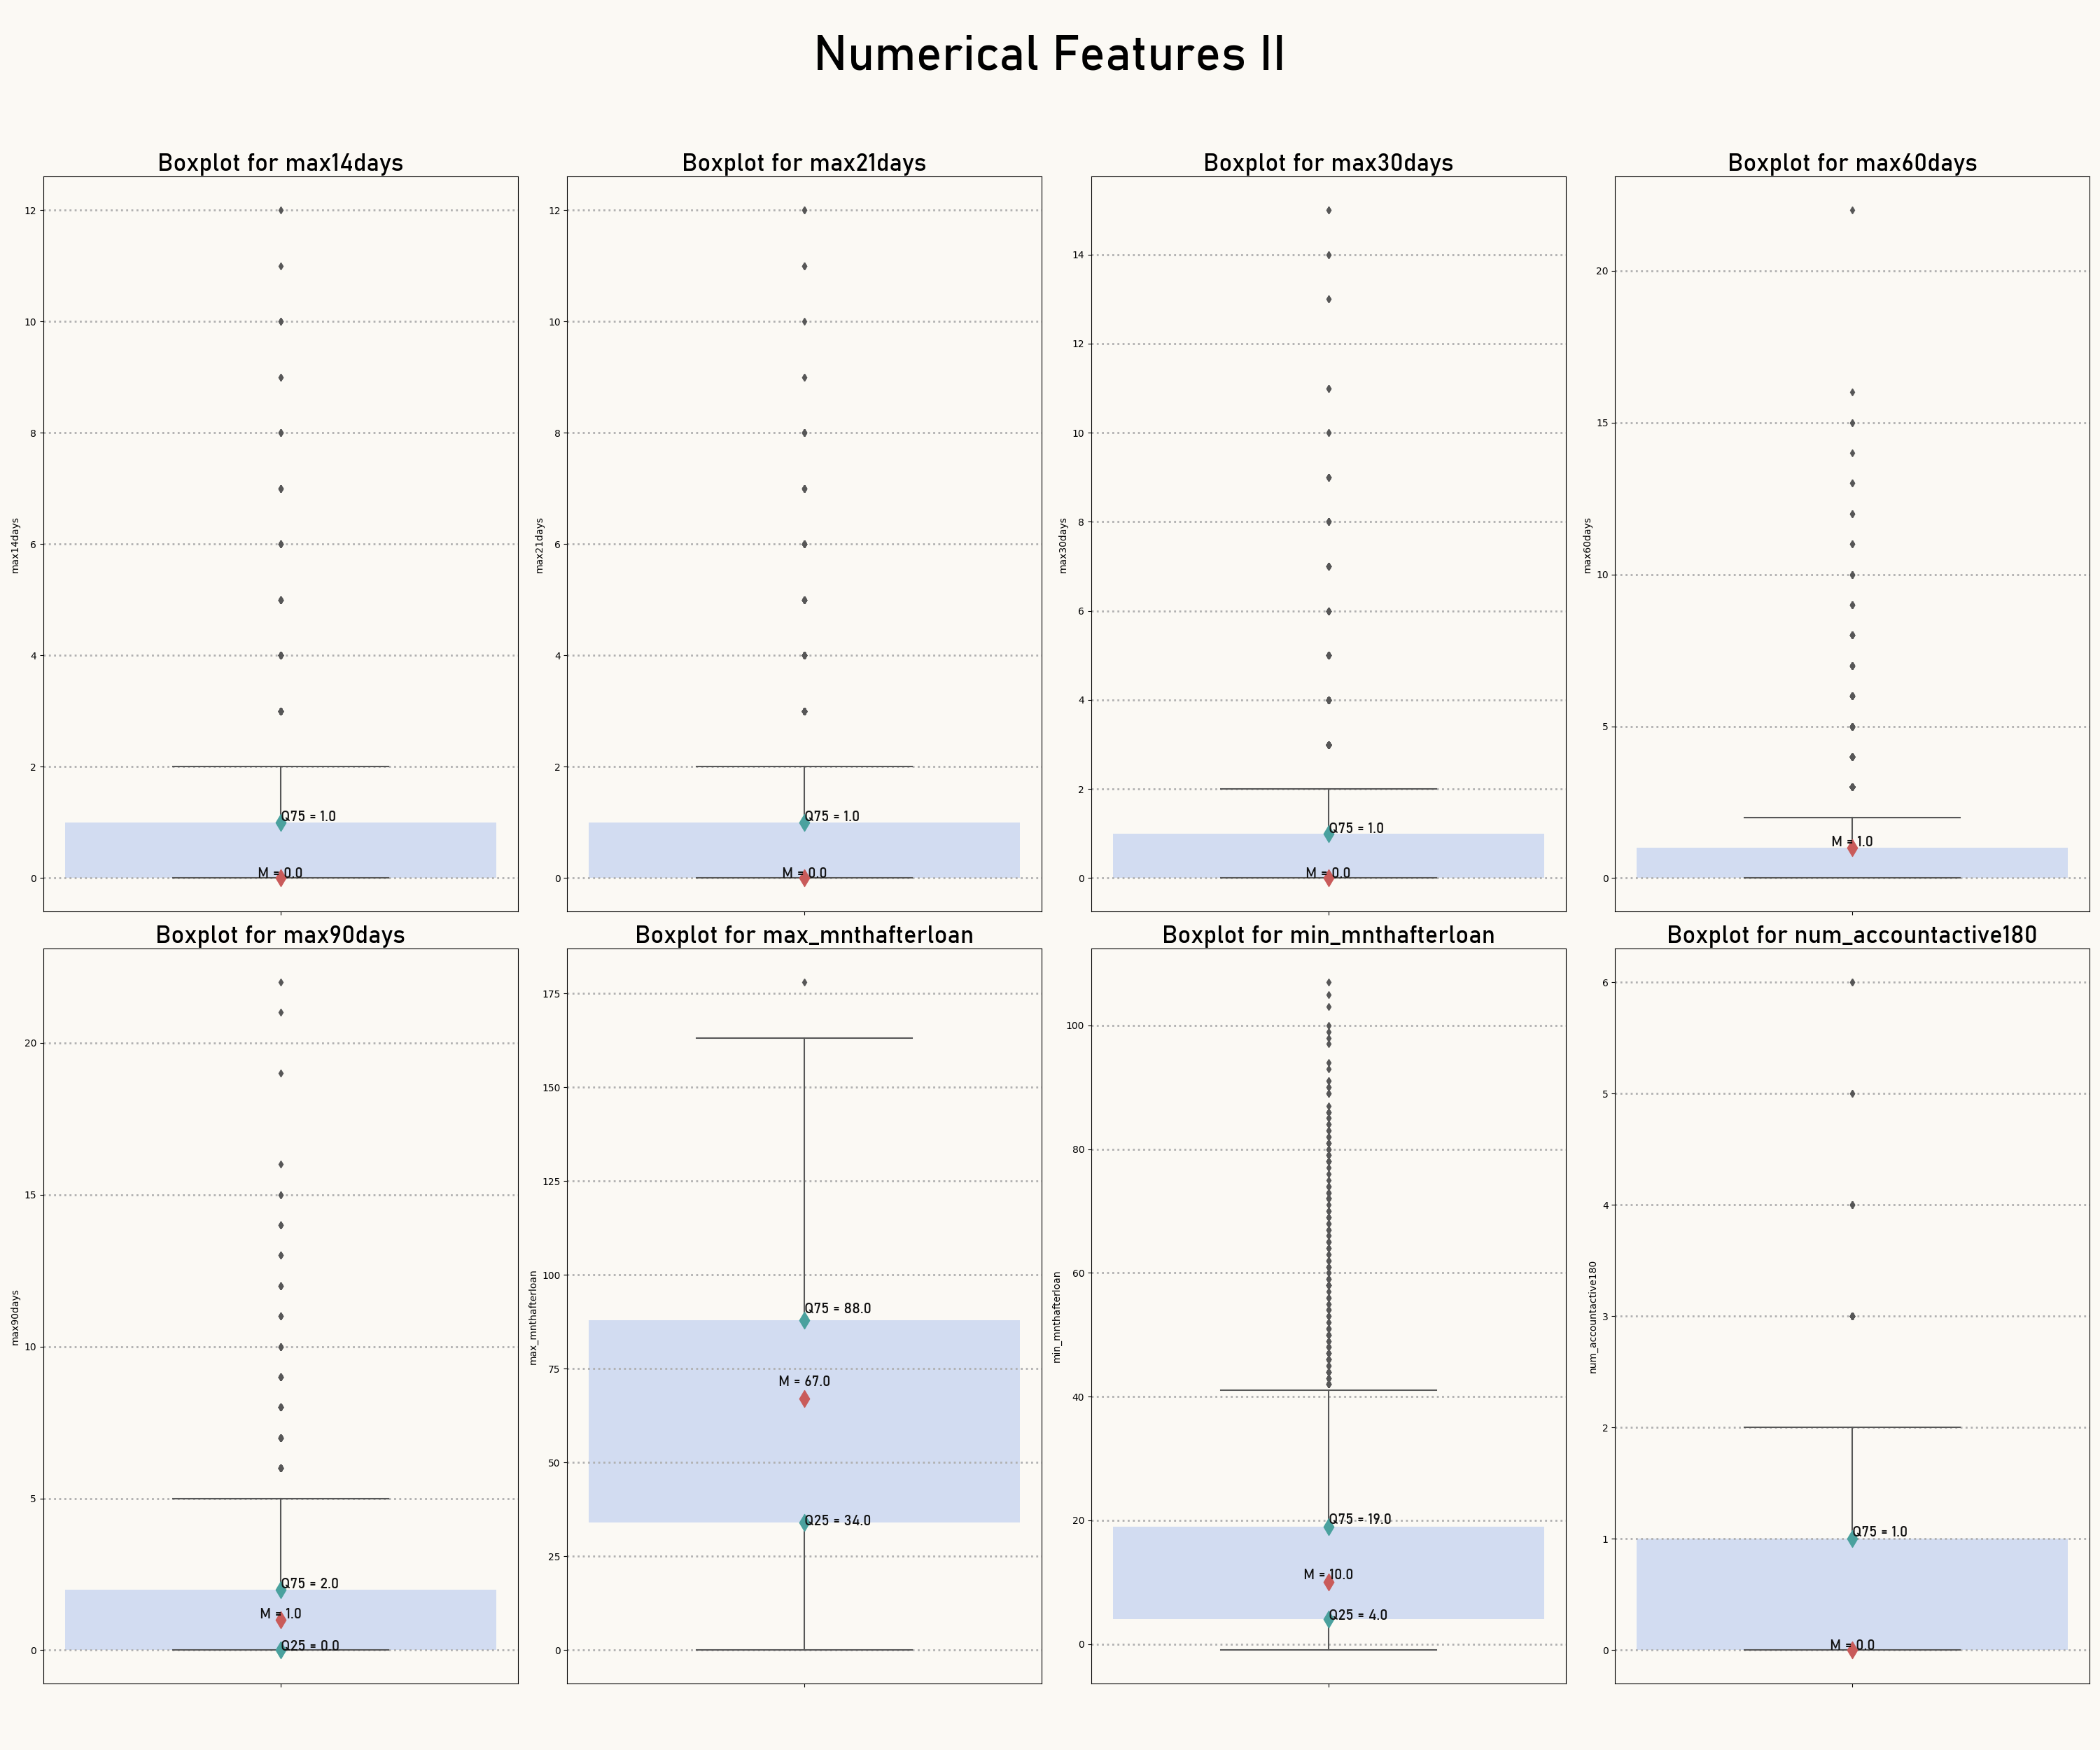 Numerical Features II
Boxplot for max14days
12
10
8
6
4
2
0
max14days
Q75 = 1.0
M = 0.0
Boxplot for max21days
12
10
8
6
4
2
0
max21days
Q75 = 1.0
M = 0.0
Boxplot for max30days
14
12
10
8
6
4
2
0
max30days
Q75 = 1.0
M = 0.0
Boxplot for max60days
20
15
10
5
0
max60days
M = 1.0
Boxplot for max90days
20
15
10
5
0
max90days
Q75 = 2.0
M = 1.0
Q25 = 0.0
Boxplot for max_mnthafterloan
175
150
125
100
75
50
25
0
max_mnthafterloan
Q75 = 88.0
M = 67.0
Q25 = 34.0
Boxplot for min_mnthafterloan
100
80
60
40
20
0
min_mnthafterloan
Q75 = 19.0
M = 10.0
Q25 = 4.0
Boxplot for num_accountactive180
6
5
4
3
2
1
0
num_accountactive180
Q75 = 1.0
M = 0.0